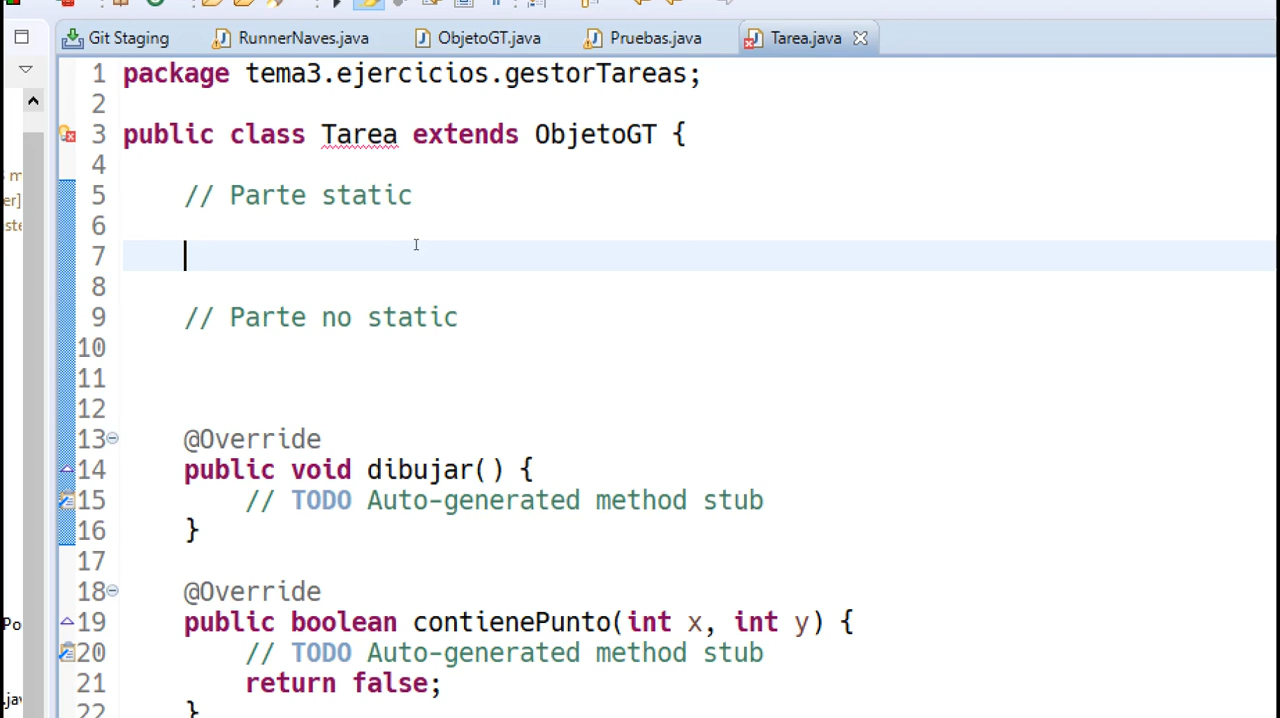 Git Staging RunnerNaves.java ObjetoGT.java Pruebas.java Tarea.java
1 package tema3.ejercicios.gestorTareas;
2
3 public class Tarea extends ObjetoGT {
4
5 // Parte static
6
7
8
9 // Parte no static
10
11
12
13 @Override
14 public void dibujar() {
15 // TODO Auto-generated method stub
16 }
17
18 @Override
19 public boolean contienePunto(int x, int y) {
20 // TODO Auto-generated method stub
21 return false;
22 }